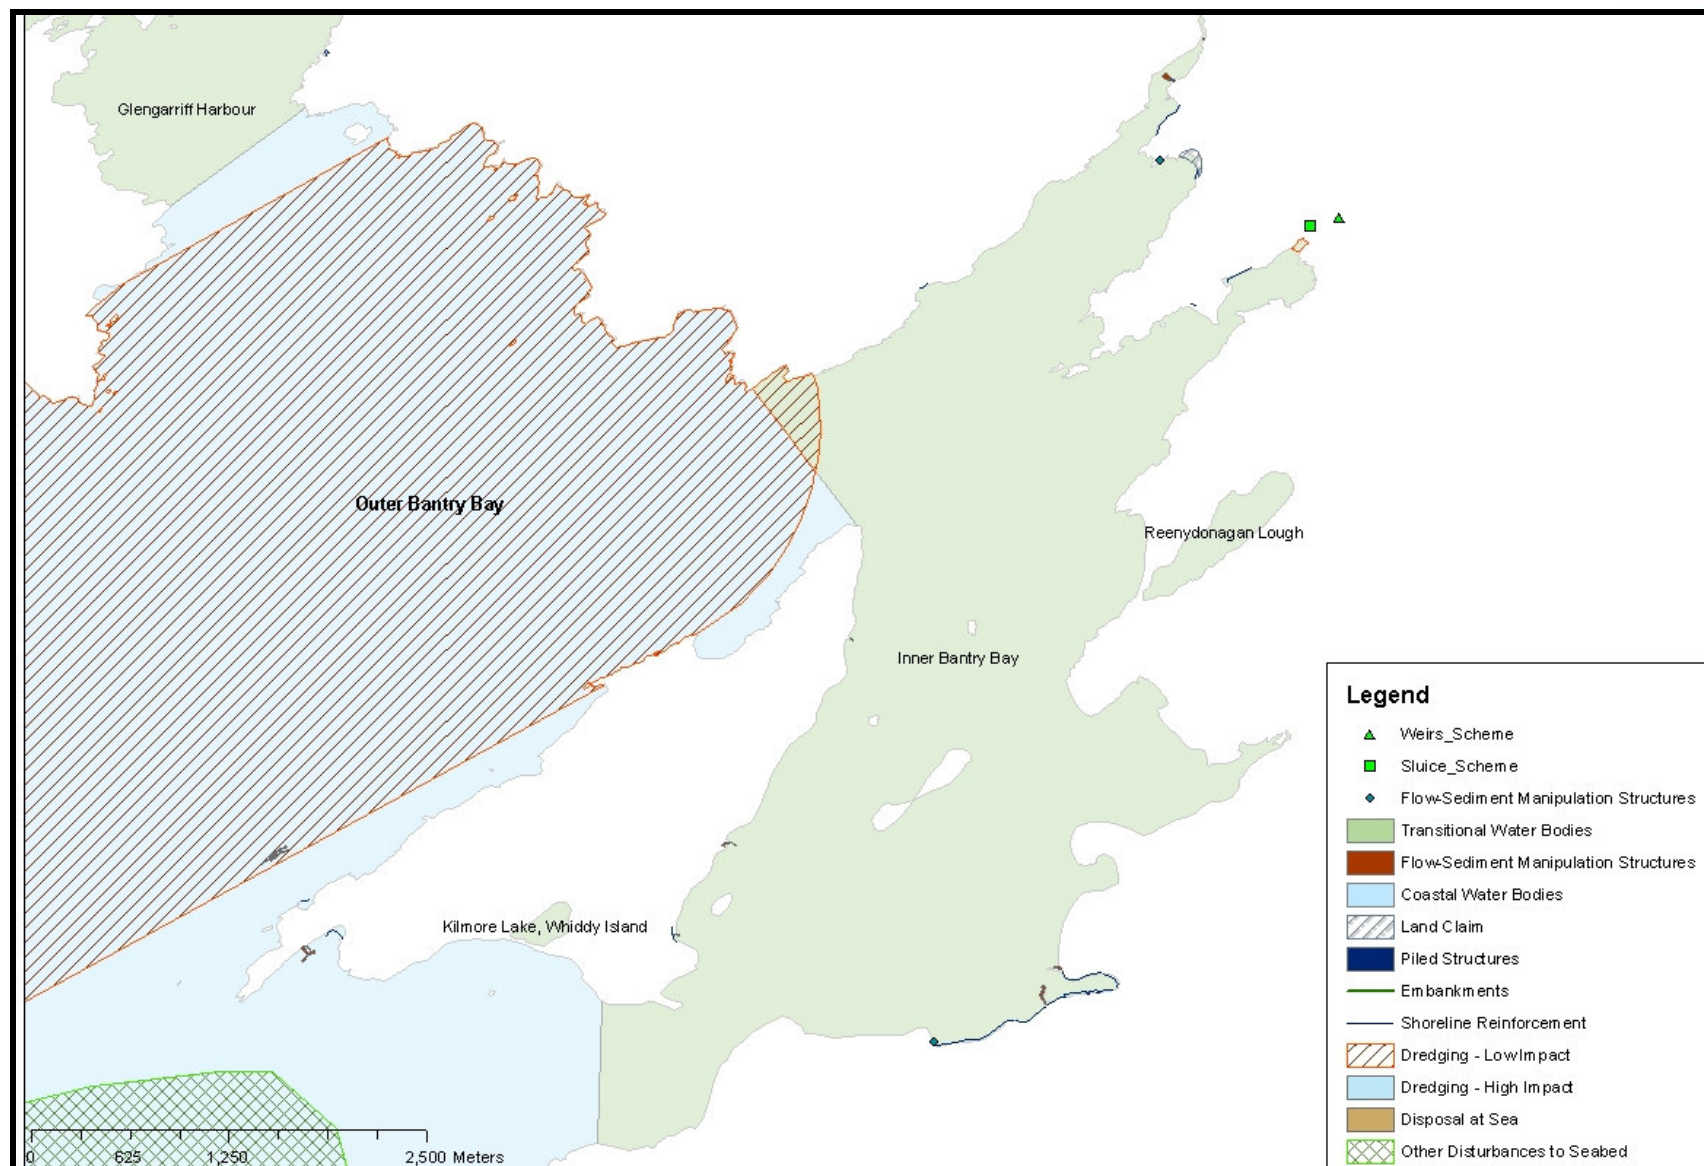 Glengarriff Harbour
Outer Bantry Bay
Reenydonagan Lough
Inner Bantry Bay
Kilmore Lake, Whiddy Island
0 625 1,250 2,500 Meters
Legend
Weirs_Scheme
Sluice_Scheme
Flow-Sediment Manipulation Structures
Transitional Water Bodies
Flow-Sediment Manipulation Structures
Coastal Water Bodies
Land Claim
Piled Structures
Embankments
Shoreline Reinforcement
Dredging - Low Impact
Dredging - High Impact
Disposal at Sea
Other Disturbances to Seabed